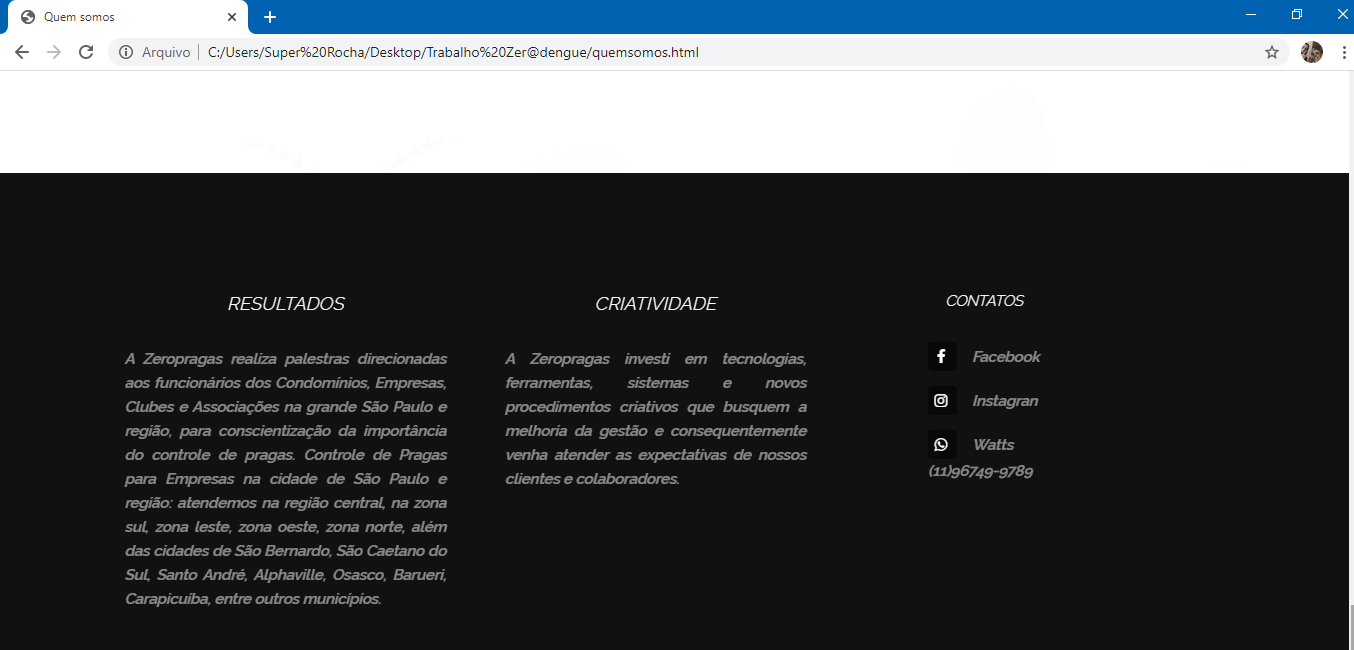 Quem somos
Arquivo | C:/Users/Super%20Rocha/Desktop/Trabalho%20Zer@dengue/quemsomos.html
RESULTADOS
A Zeropragas realiza palestras direcionadas
aos funcionários dos Condomínios, Empresas,
Clubes e Associações na grande São Paulo e
região, para conscientização da importância
do controle de pragas. Controle de Pragas
para Empresas na cidade de São Paulo e
região: atendemos na região central, na zona
sul, zona leste, zona oeste, zona norte, além
das cidades de São Bernardo, São Caetano do
Sul, Santo André, Alphaville, Osasco, Barueri,
Carapicuíba, entre outros municípios.
CRIATIVIDADE
A Zeropragas investi em tecnologias,
ferramentas, sistemas e novos
procedimentos criativos que busquem a
melhoria da gestão e consequentemente
venha atender as expectativas de nossos
clientes e colaboradores.
CONTATOS
Facebook
Instagran
Watts
(11)96749-9789